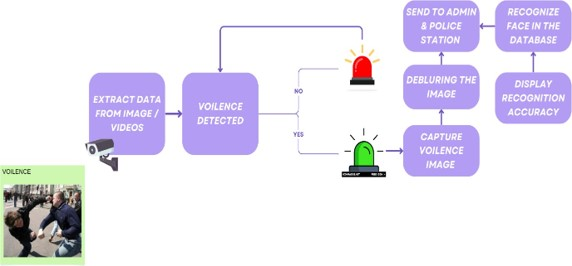 EXTRACT DATA
FROM IMAGE /
VIDEOS
VOILENCE
DETECTED
NO
YES
SEND TO ADMIN
& POLICE
STATION
RECOGNIZE
FACE IN THE
DATABASE
DEBLURING THE
IMAGE
DISPLAY
RECOGNITION
ACCURACY
CAPTURE
VOILENCE
IMAGE
VOILENCE